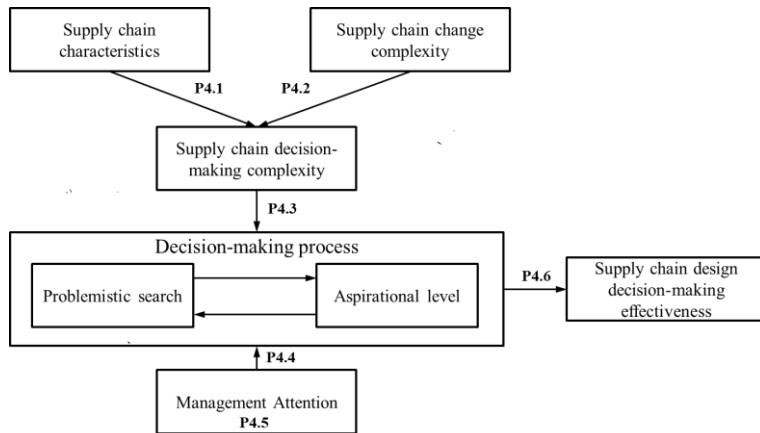 Supply chain
characteristics
Supply chain change
complexity
P4.1
P4.2
Supply chain decision-
making complexity
P4.3
Decision-making process
Problemistic search
Aspirational level
P4.6
Supply chain design
decision-making
effectiveness
P4.4
Management Attention
P4.5